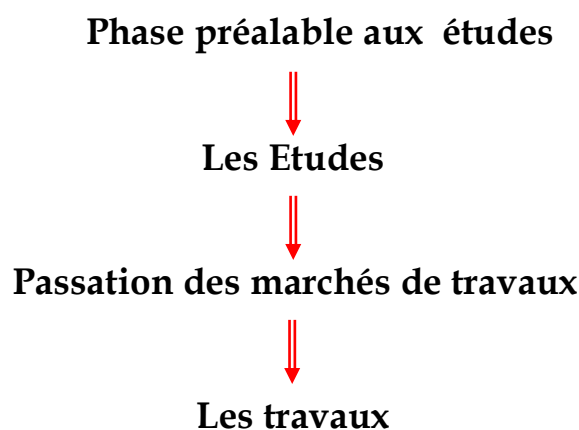 Phase préalable aux études
Les Etudes
Passation des marchés de travaux
Les travaux